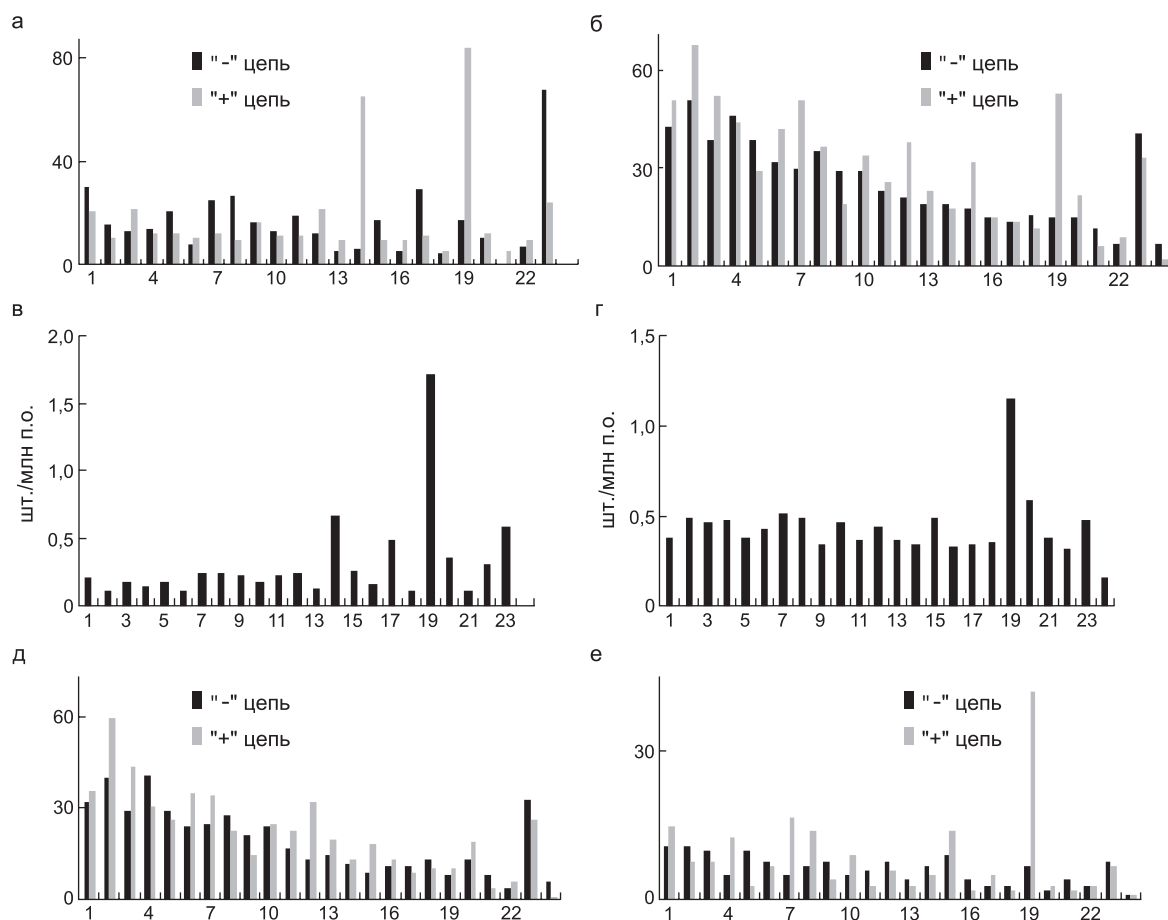 а
80
40
0
"-" цепь
"+" цепь
1 4 7 10 13 16 19 22
б
60
30
0
"-" цепь
"+" цепь
1 4 7 10 13 16 19 22
в
шт./млн п.о.
2,0
1,5
1,0
0,5
0
1 3 5 7 9 11 13 15 17 19 21 23
г
шт./млн п.о.
1,5
1,0
0,5
0
1 3 5 7 9 11 13 15 17 19 21 23
д
60
30
0
"-" цепь
"+" цепь
1 4 7 10 13 16 19 22
е
30
0
"-" цепь
"+" цепь
1 4 7 10 13 16 19 22